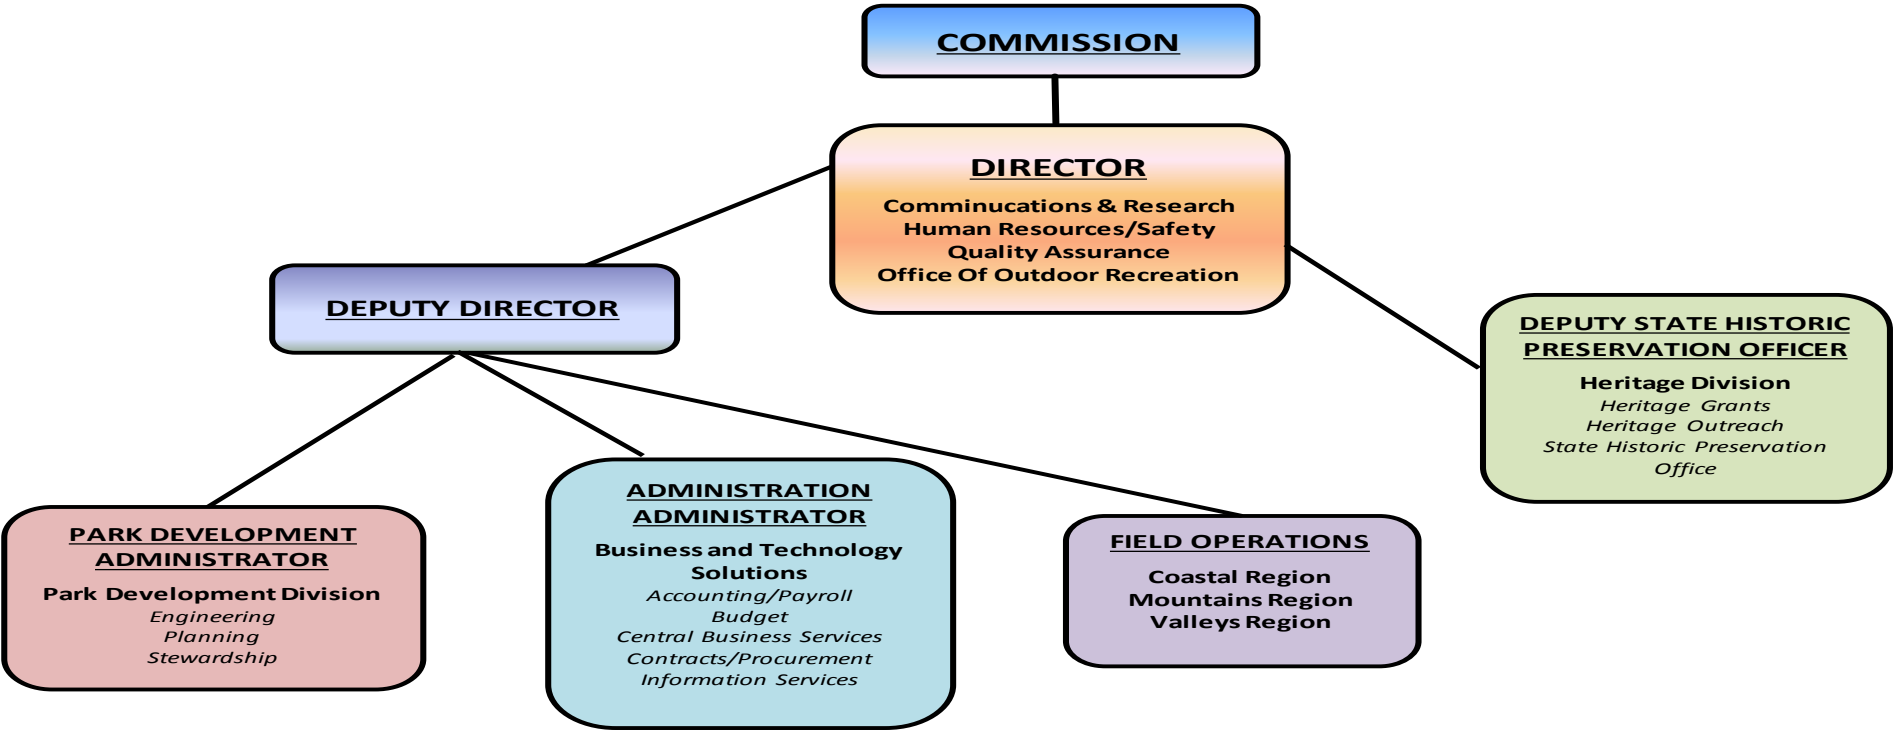 COMMISSION
DIRECTOR
Comminucations & Research
Human Resources/Safety
Quality Assurance
Office Of Outdoor Recreation
DEPUTY DIRECTOR
DEPUTY STATE HISTORIC
PRESERVATION OFFICER
Heritage Division
Heritage Grants
Heritage Outreach
State Historic Preservation
Office
PARK DEVELOPMENT
ADMINISTRATOR
Park Development Division
Engineering
Planning
Stewardship
ADMINISTRATION
ADMINISTRATOR
Business and Technology
Solutions
Accounting/Payroll
Budget
Central Business Services
Contracts/Procurement
Information Services
FIELD OPERATIONS
Coastal Region
Mountains Region
Valleys Region